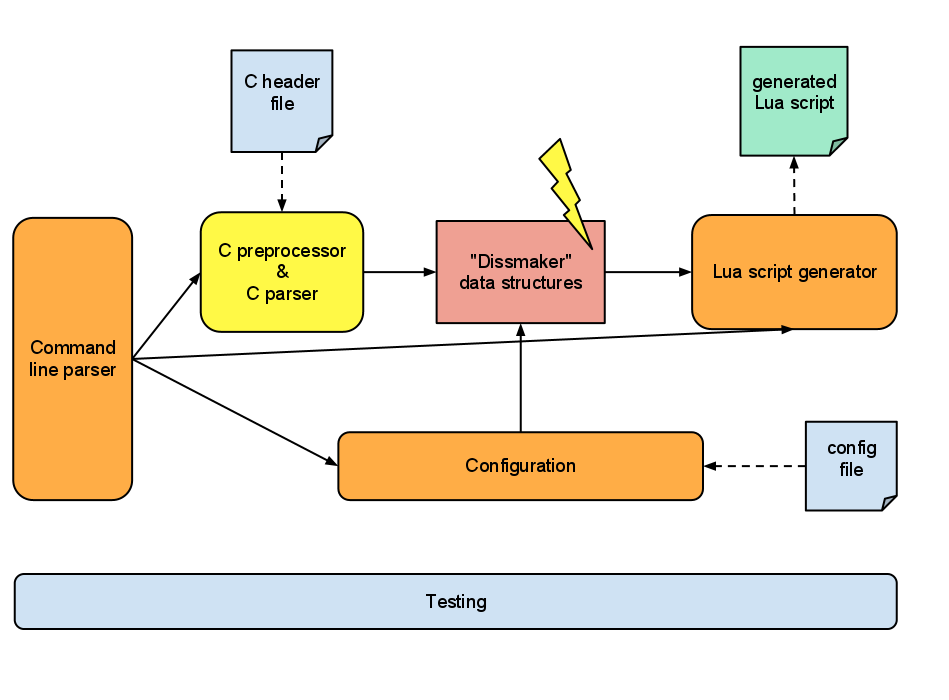 C header
file
generated
Lua script
C preprocessor
&
C parser
"Dissmaker"
data structures
Lua script generator
Command
line parser
Configuration
config
file
Testing